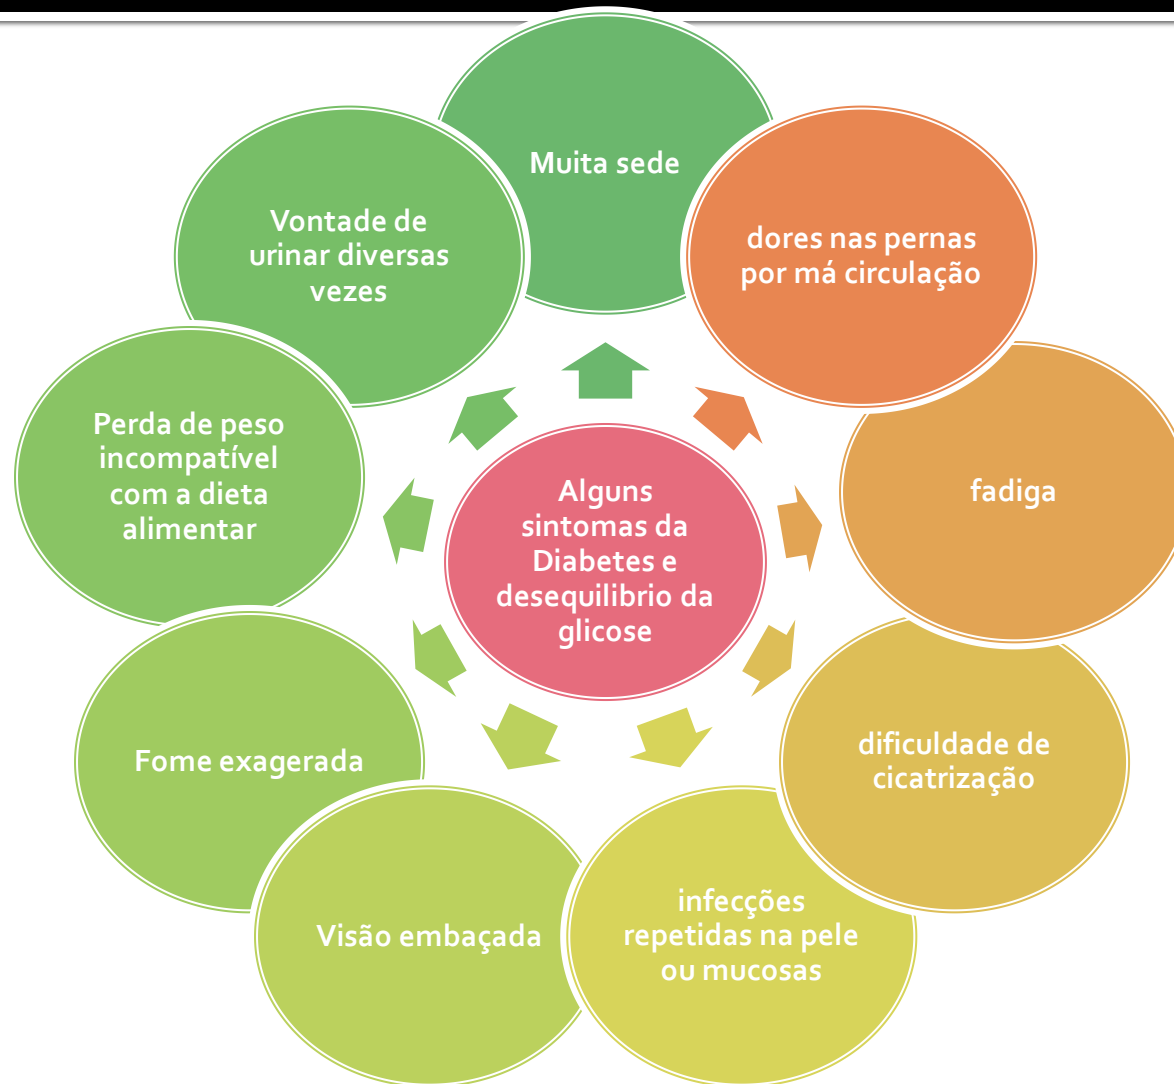 Muita sede
dores nas pernas
por má circulação
fadiga
dificuldade de
cicatrização
infecções
repetidas na pele
ou mucosas
Visão embaçada
Fome exagerada
Perda de peso
incompatível
com a dieta
alimentar
Vontade de
urinar diversas
vezes
Alguns
sintomas da
Diabetes e
desequilibrio da
glicose